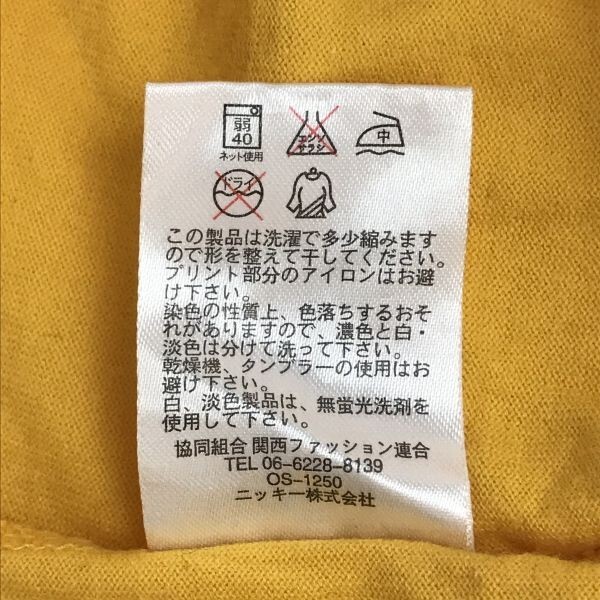 弱
40
ネット使用
エンソ
サラシ
中
ドライ
この製品は洗濯で多少縮みます
ので形を整えて干してください。
プリント部分のアイロンはお避
け下さい。
染色の性質上、色落ちするおそ
れがありますので、濃色と白・
淡色は分けて洗って下さい。
乾燥機、タンブラーの使用はお
避け下さい。
白、淡色製品は、無蛍光洗剤を
使用して下さい。
協同組合 関西ファッション連合
TEL 06-6228-8139
OS-1250
ニッキー株式会社